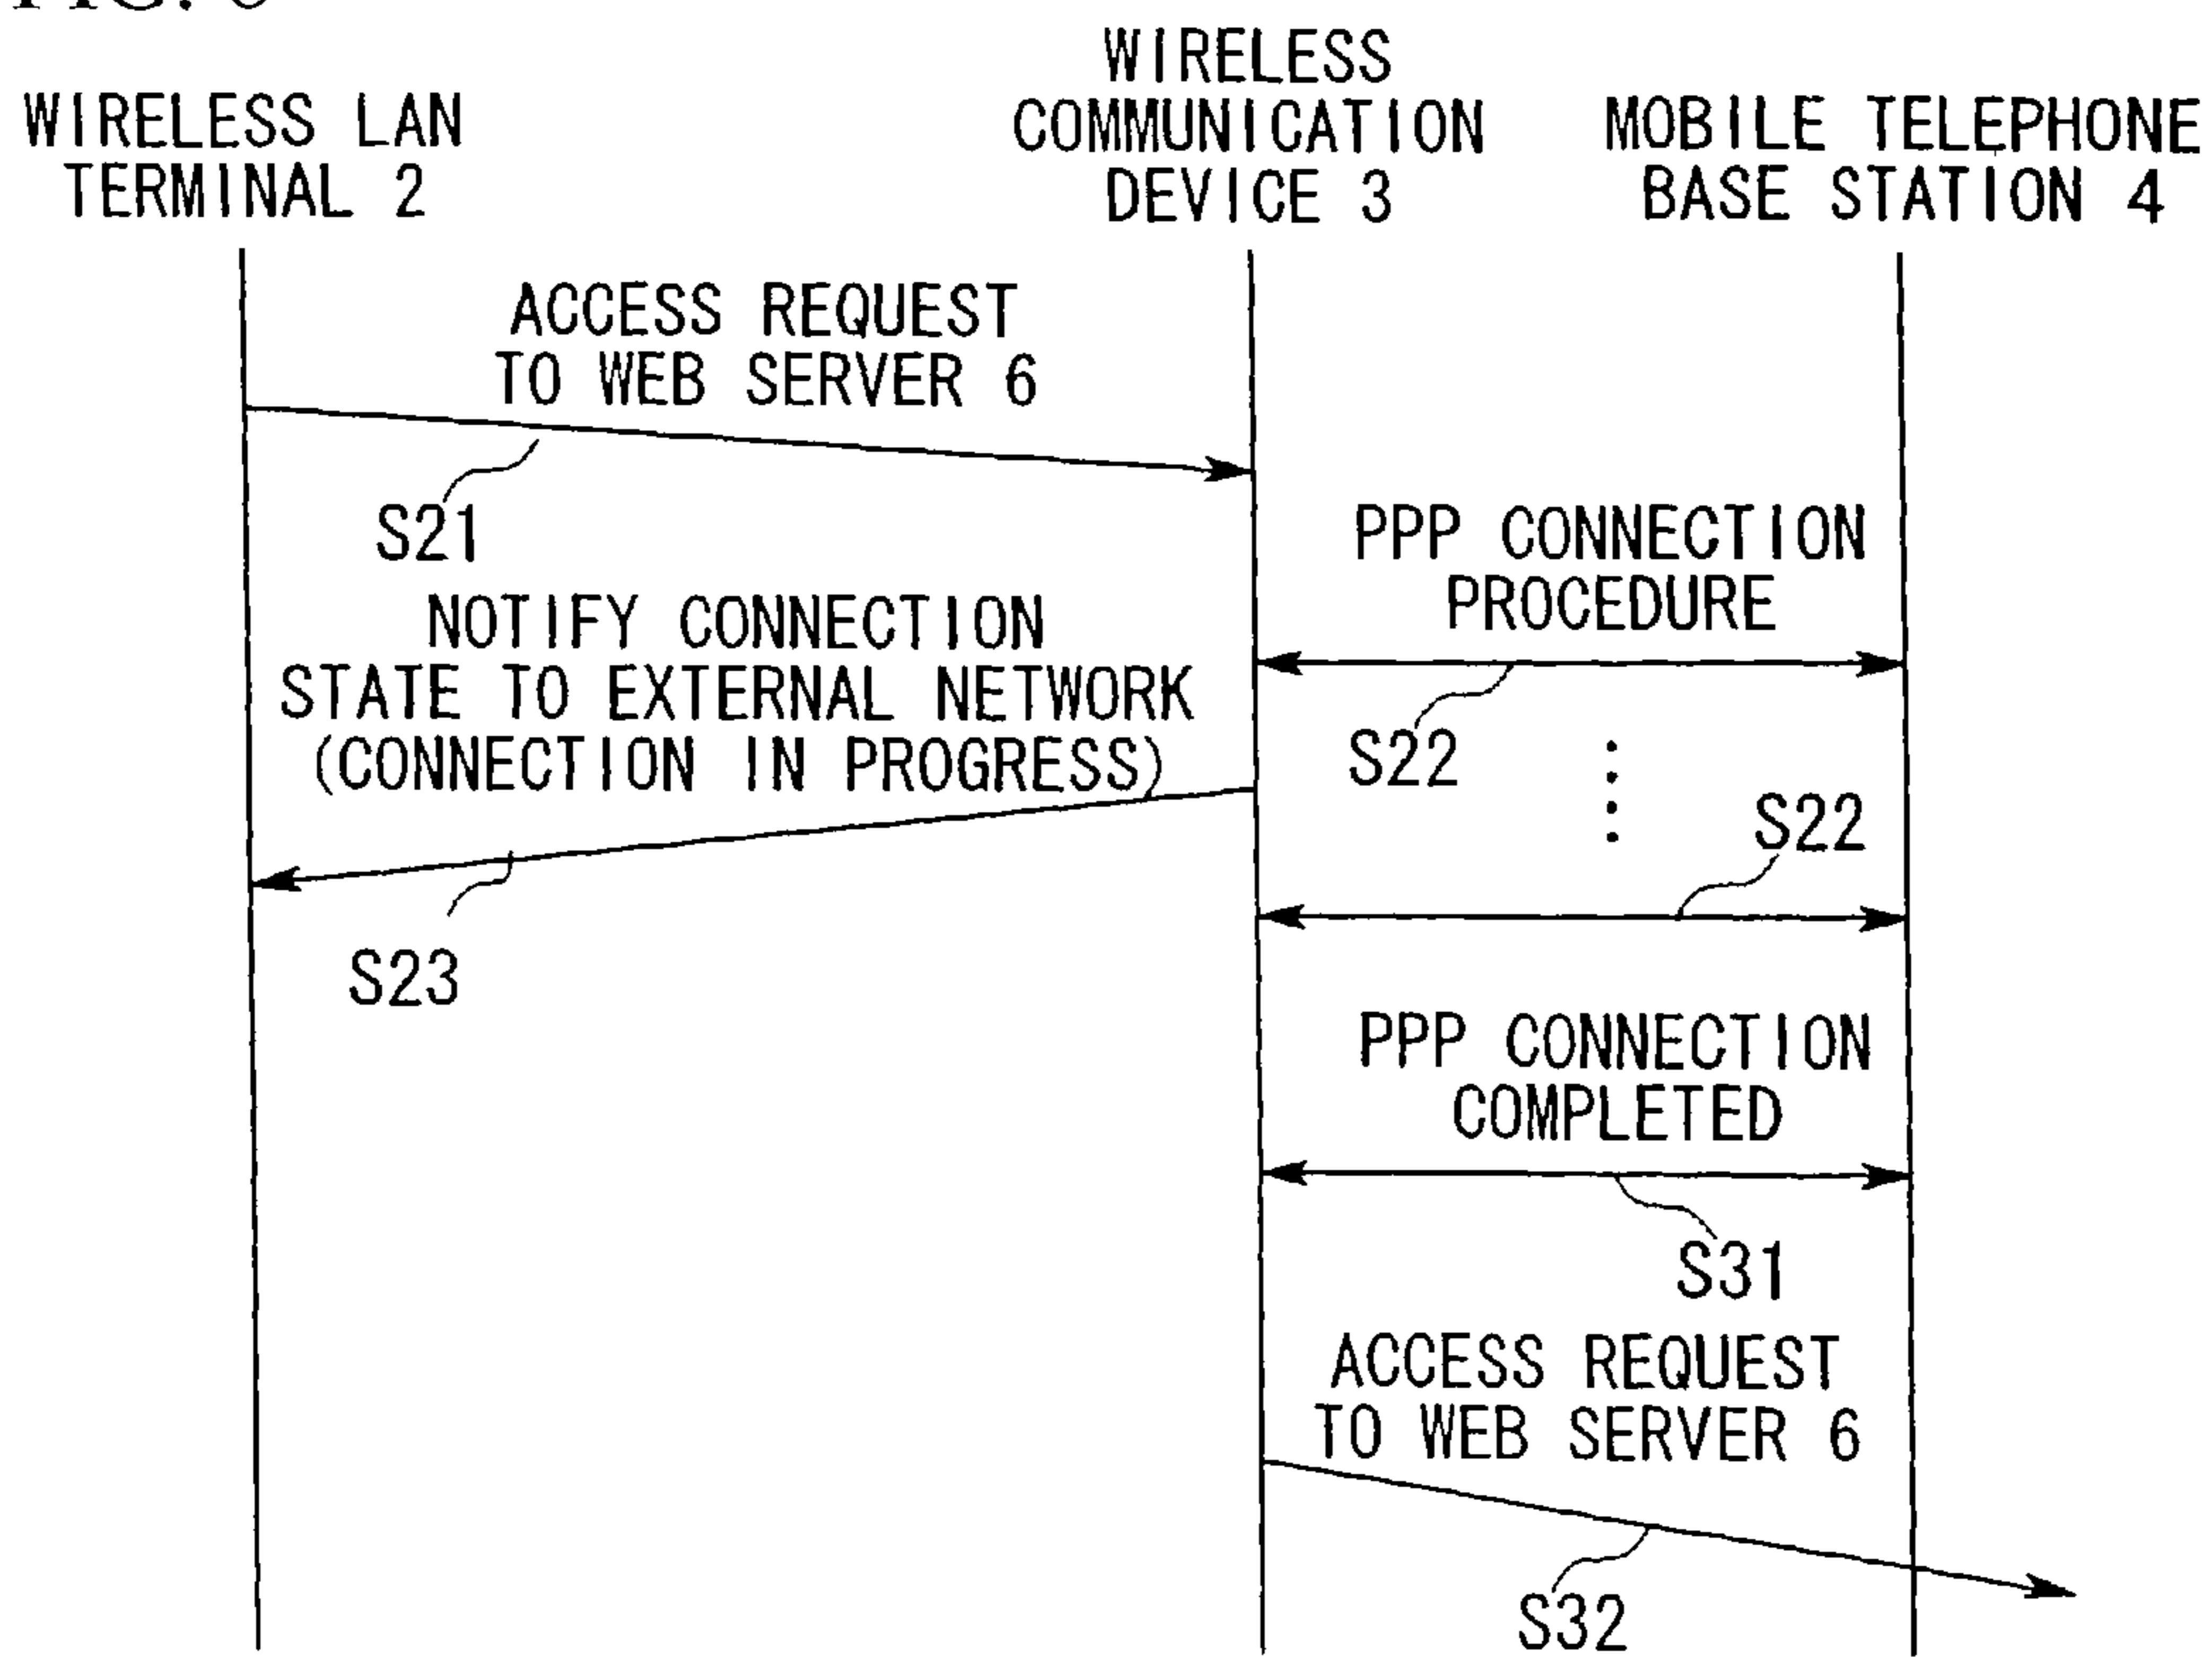 WIRELESS LAN
TERMINAL 2
WIRELESS
COMMUNICATION
DEVICE 3
MOBILE TELEPHONE
BASE STATION 4
ACCESS REQUEST
TO WEB SERVER 6
S21
PPP CONNECTION
PROCEDURE
S22
NOTIFY CONNECTION
STATE TO EXTERNAL NETWORK
(CONNECTION IN PROGRESS)
S22
S23
PPP CONNECTION
COMPLETED
S31
ACCESS REQUEST
TO WEB SERVER 6
S32